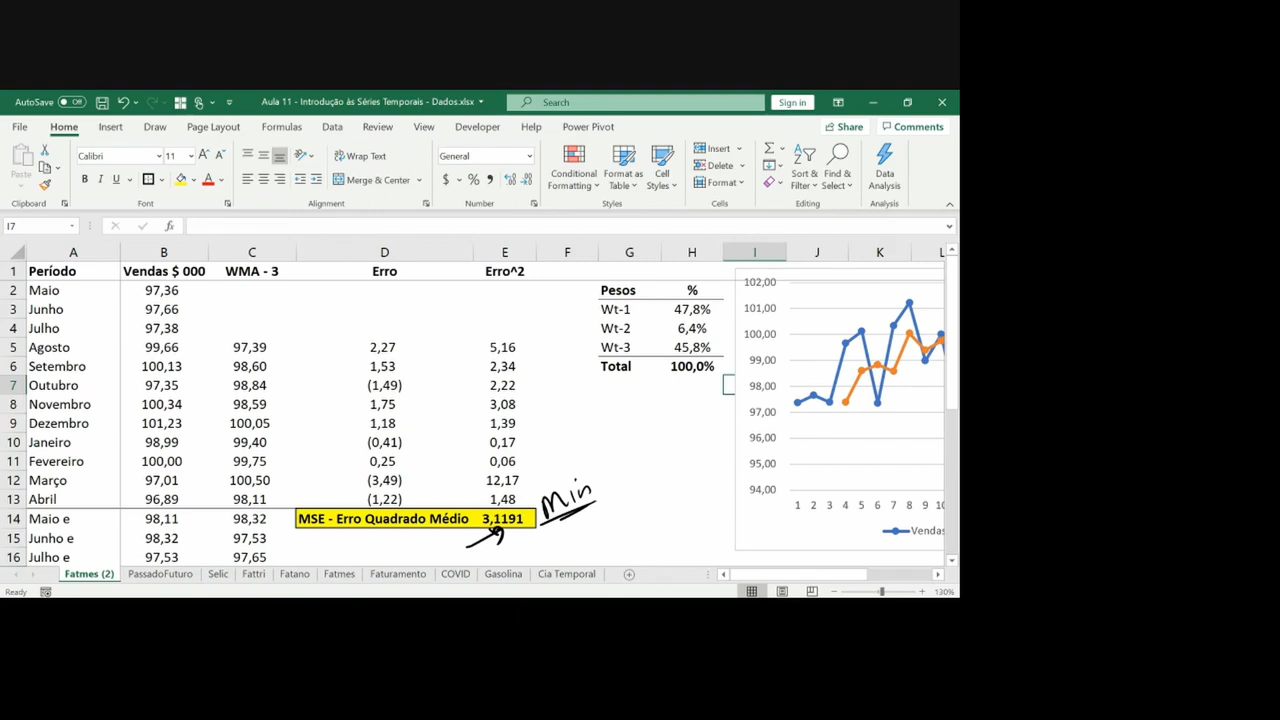 AutoSave Off Aula 11 - Introdução às Séries Temporais - Dados.xlsx Search Sign in
File Home Insert Draw Page Layout Formulas Data Review View Developer Help Power Pivot Share Comments
Paste Calibri 11 Wrap Text General Conditional Formatting Format as Table Cell Styles Insert Sort & Filter Find & Select Data Analysis
B I U Merge & Center $ % Delete Format
Clipboard Font Alignment Number Styles Cells Editing Analysis
I7 fx
A B C D E F G H I J K L
1 Período Vendas $ 000 WMA - 3 Erro Erro^2
2 Maio 97,36 Pesos %
3 Junho 97,66 Wt-1 47,8%
4 Julho 97,38 Wt-2 6,4%
5 Agosto 99,66 97,39 2,27 5,16 Wt-3 45,8%
6 Setembro 100,13 98,60 1,53 2,34 Total 100,0%
7 Outubro 97,35 98,84 (1,49) 2,22
8 Novembro 100,34 98,59 1,75 3,08
9 Dezembro 101,23 100,05 1,18 1,39
10 Janeiro 98,99 99,40 (0,41) 0,17
11 Fevereiro 100,00 99,75 0,25 0,06
12 Março 97,01 100,50 (3,49) 12,17
13 Abril 96,89 98,11 (1,22) 1,48
Min
14 Maio e 98,11 98,32 MSE - Erro Quadrado Médio 3,1191
15 Junho e 98,32 97,53
16 Julho e 97,53 97,65
102,00
101,00
100,00
99,00
98,00
97,00
96,00
95,00
94,00
1 2 3 4 5 6 7 8 9 10
Vendas
Fatmes (2) PassadoFuturo Selic Fattri Fatano Fatmes Faturamento COVID Gasolina Cia Temporal
Ready 130%